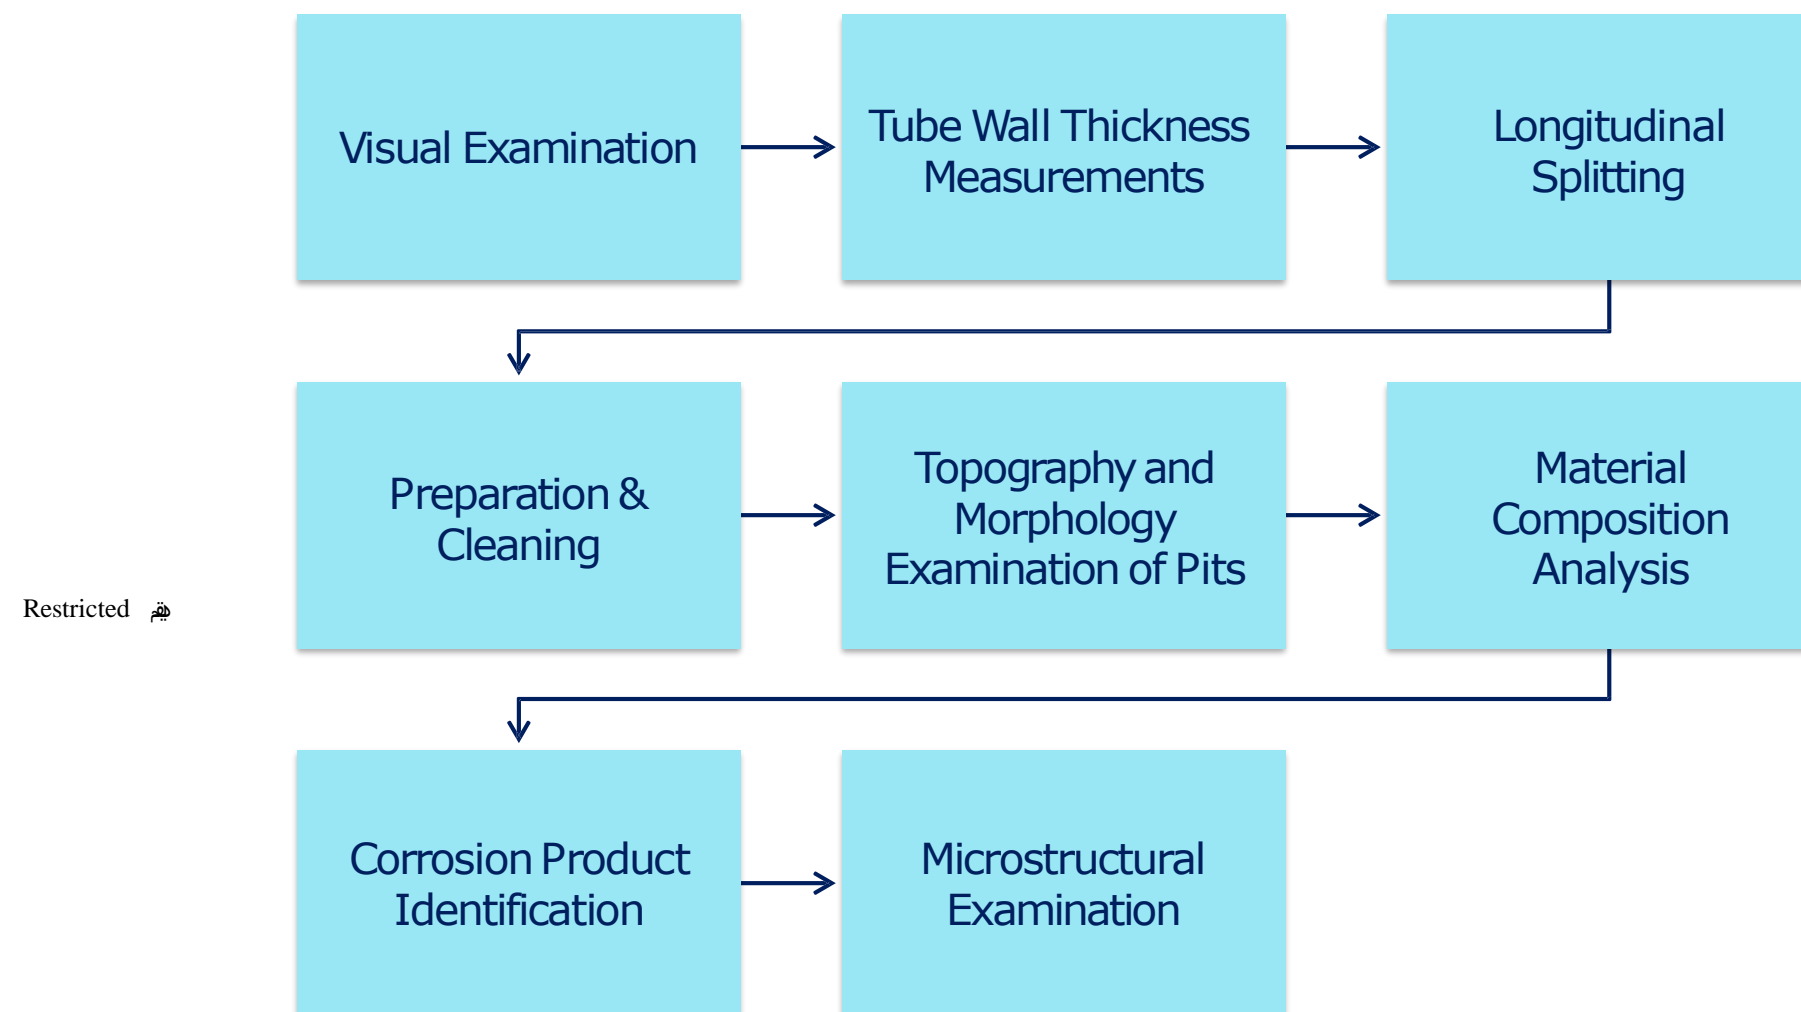 Visual Examination
Tube Wall Thickness
Measurements
Longitudinal
Splitting
Preparation &
Cleaning
Topography and
Morphology
Examination of Pits
Material
Composition
Analysis
Restricted
Corrosion Product
Identification
Microstructural
Examination